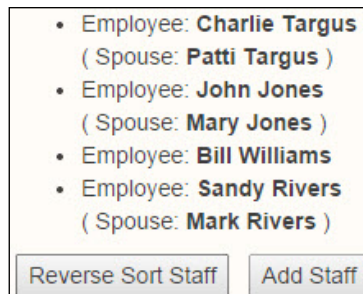 • Employee: Charlie Targus
( Spouse: Patti Targus )
• Employee: John Jones
( Spouse: Mary Jones )
• Employee: Bill Williams
• Employee: Sandy Rivers
( Spouse: Mark Rivers )
Reverse Sort Staff Add Staff